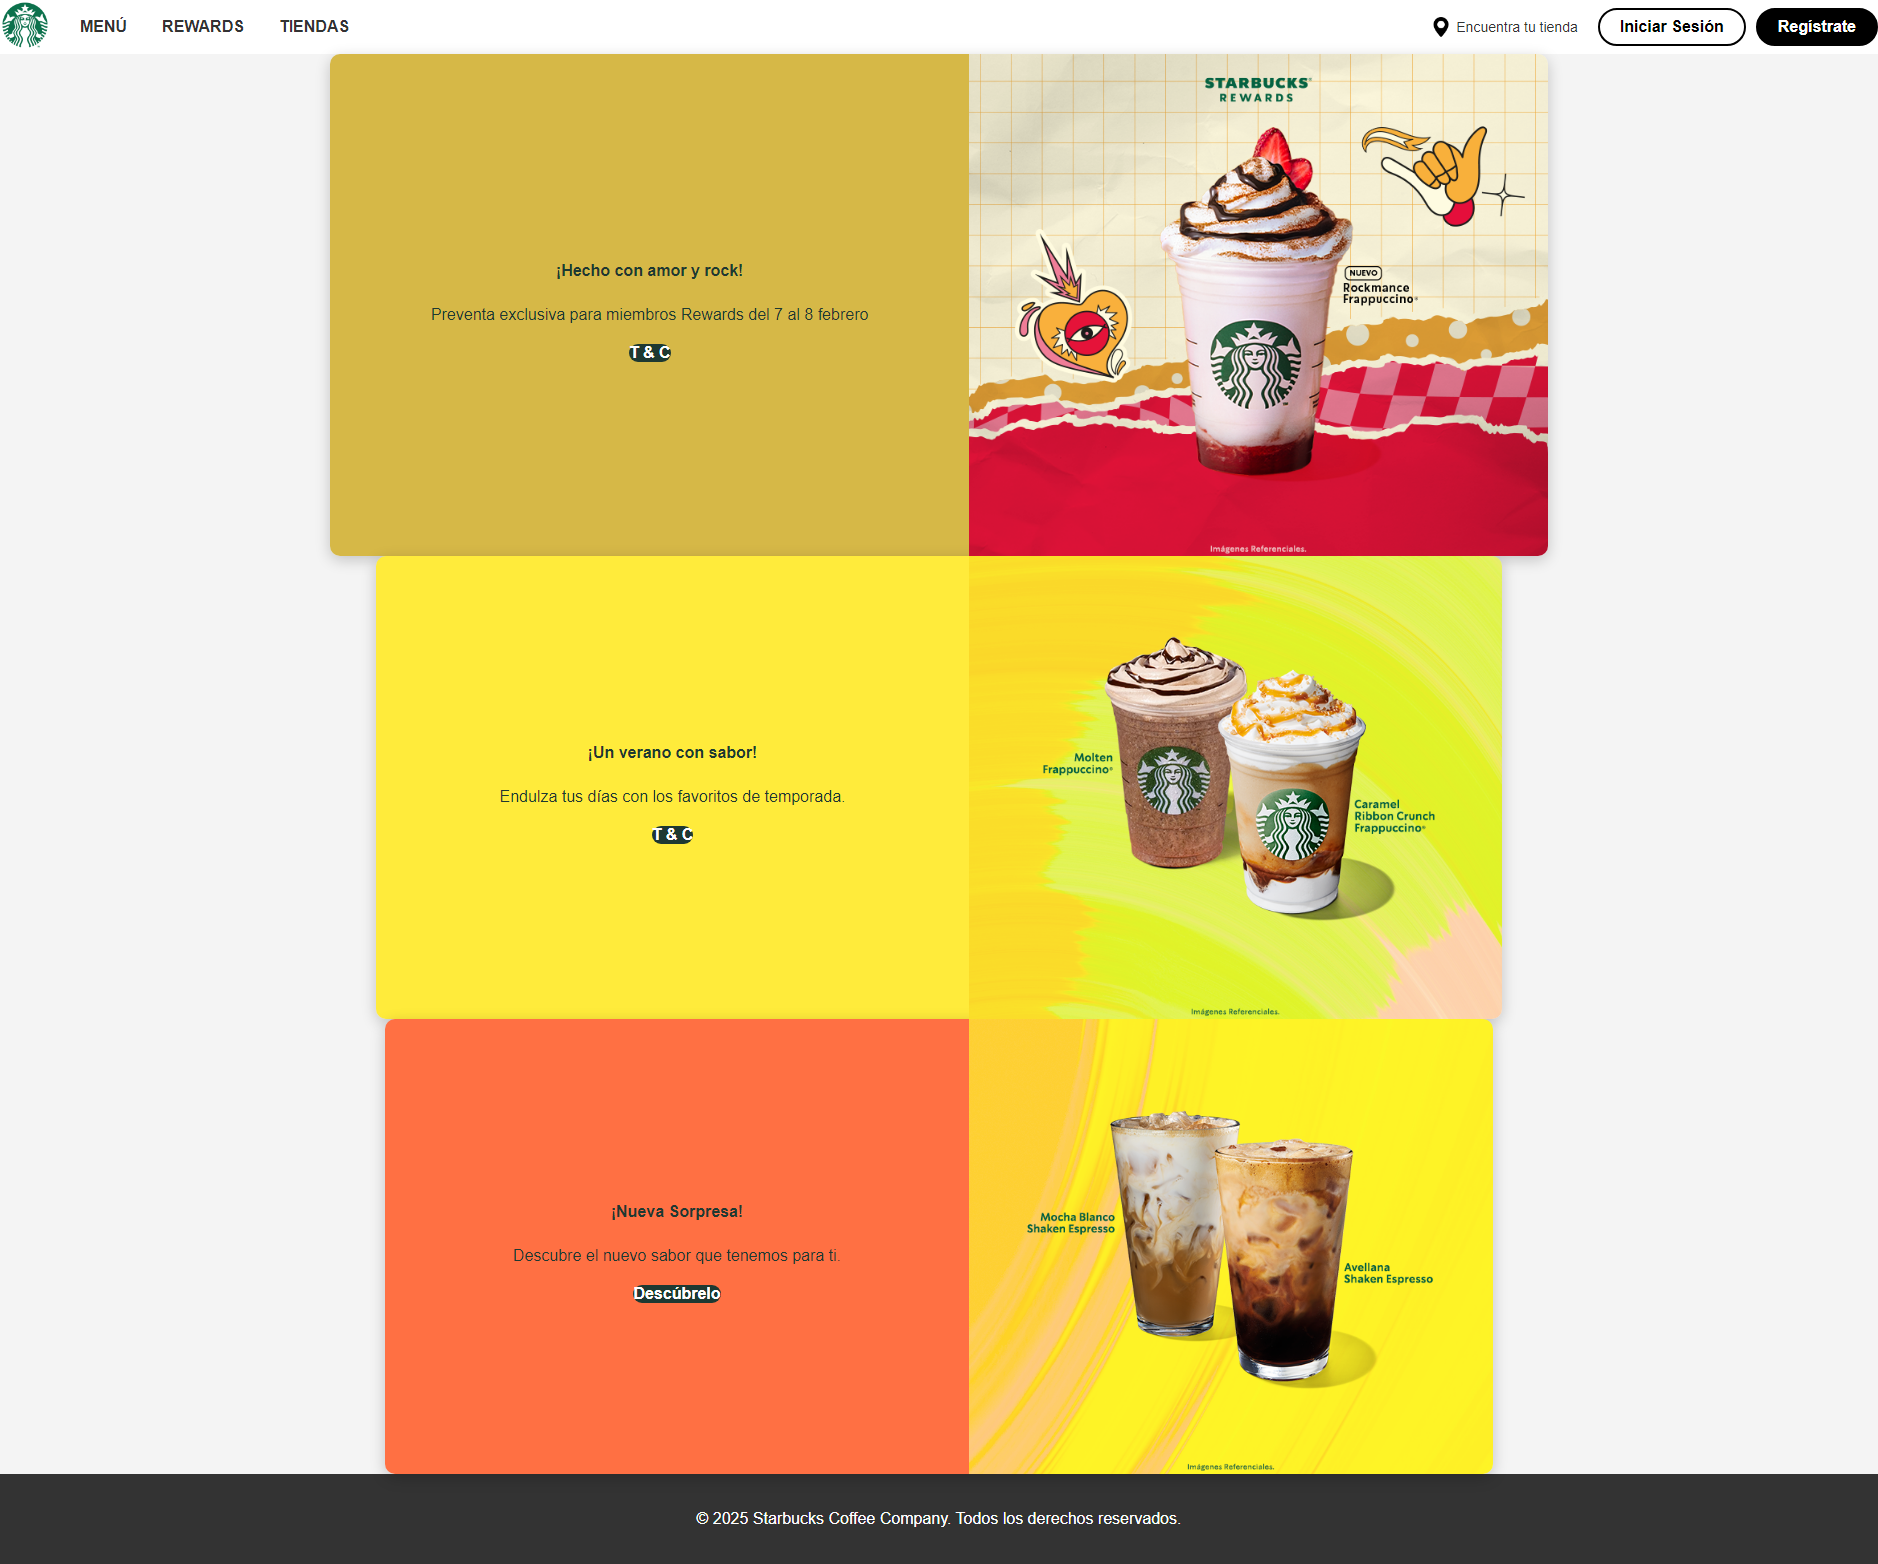 MENÚ
REWARDS
TIENDAS
Encuentra tu tienda
Iniciar Sesión
Regístrate
¡Hecho con amor y rock!
Preventa exclusiva para miembros Rewards del 7 al 8 febrero
T & C
STARBUCKS®
REWARDS
NUEVO
Rockmance
Frappuccino®
Imágenes Referenciales.
¡Un verano con sabor!
Endulza tus días con los favoritos de temporada.
T & C
Molten
Frappuccino®
Caramel
Ribbon Crunch
Frappuccino®
Imágenes Referenciales.
¡Nueva Sorpresa!
Descubre el nuevo sabor que tenemos para ti.
Descúbrelo
Mocha Blanco
Shaken Espresso
Avellana
Shaken Espresso
Imágenes Referenciales.
© 2025 Starbucks Coffee Company. Todos los derechos reservados.